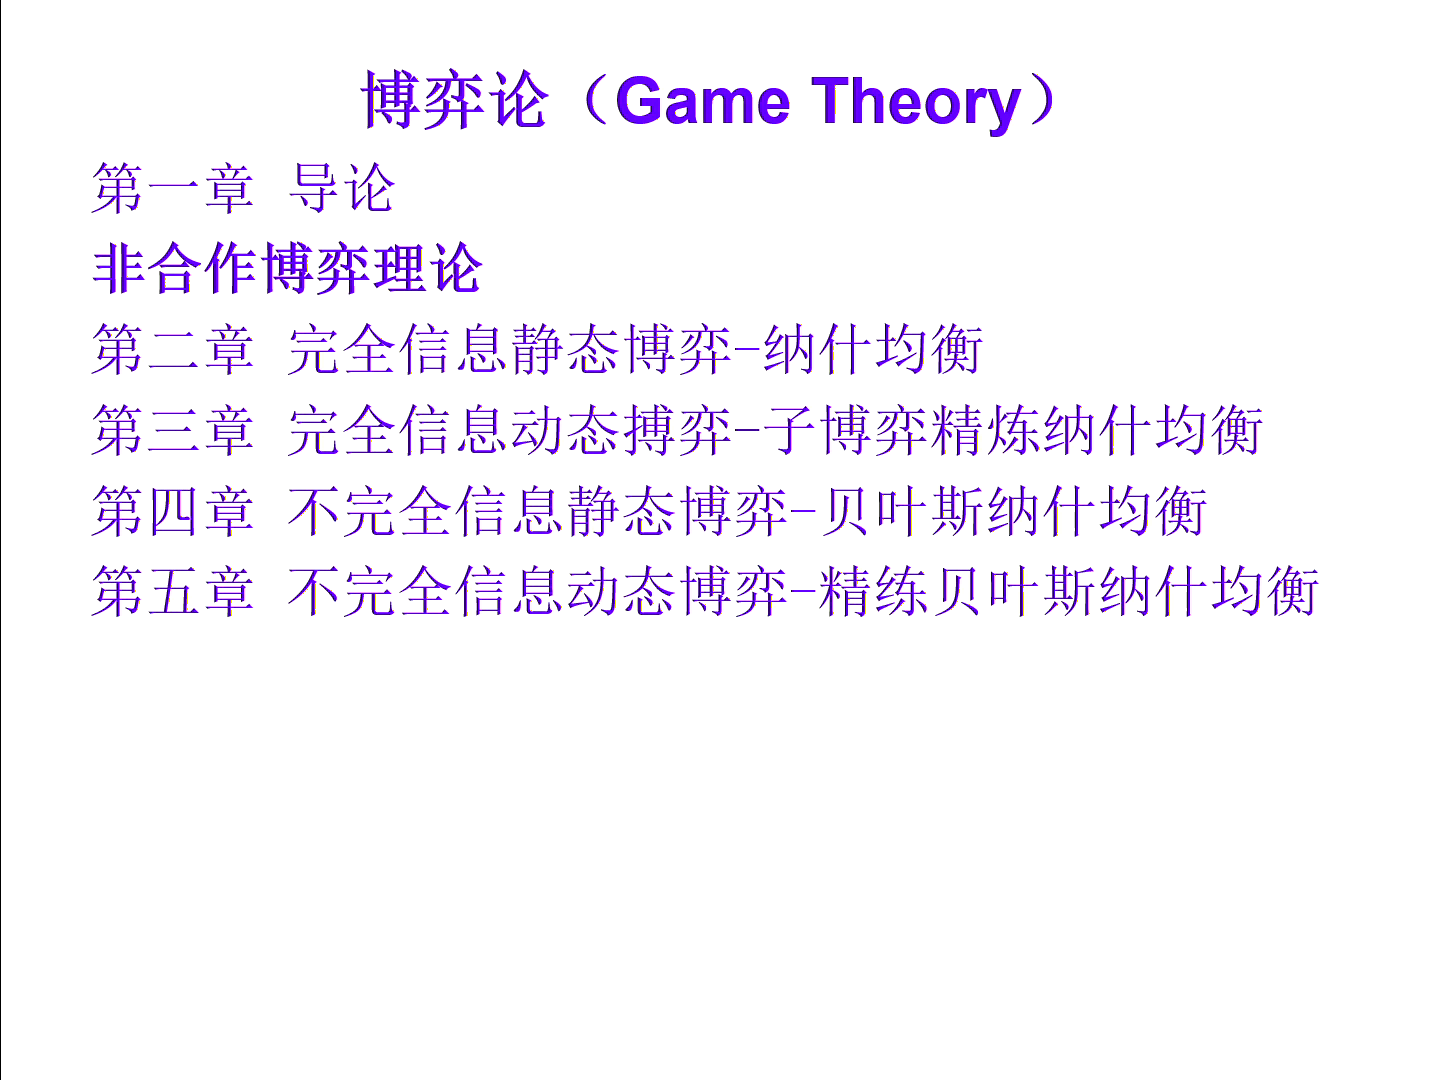 博弈论（Game Theory）
第一章 导论
非合作博弈理论
第二章 完全信息静态博弈-纳什均衡
第三章 完全信息动态搏弈-子博弈精炼纳什均衡
第四章 不完全信息静态博弈-贝叶斯纳什均衡
第五章 不完全信息动态博弈-精练贝叶斯纳什均衡